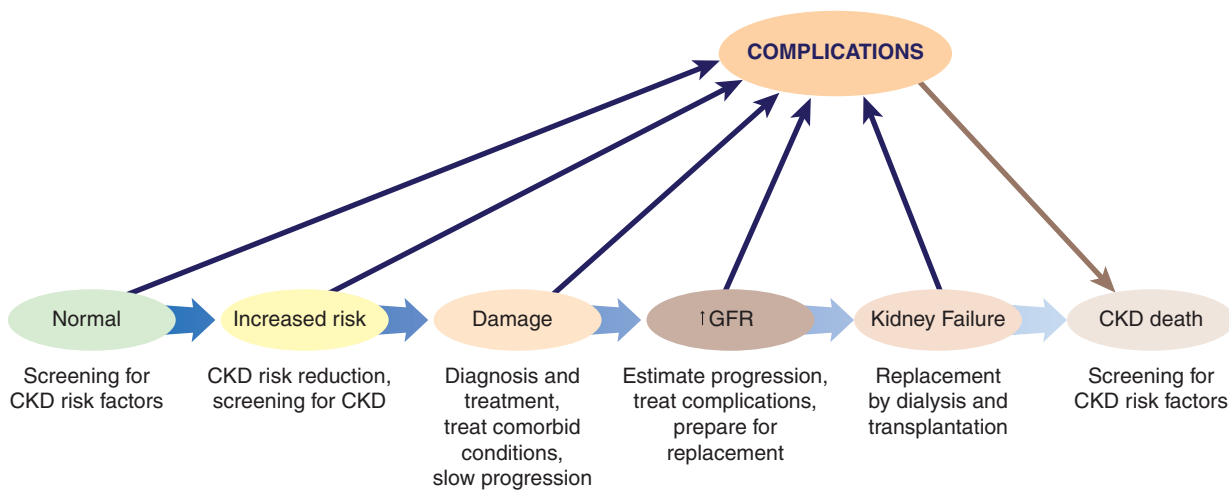 COMPLICATIONS
Normal
Increased risk
Damage
↑GFR
Kidney Failure
CKD death
Screening for
CKD risk factors
CKD risk reduction,
screening for CKD
Diagnosis and
treatment,
treat comorbid
conditions,
slow progression
Estimate progression,
treat complications,
prepare for
replacement
Replacement
by dialysis and
transplantation
Screening for
CKD risk factors